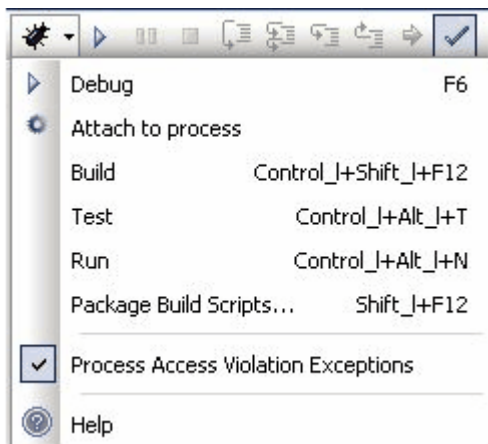 Debug F6
Attach to process
Build Control_l+Shift_l+F12
Test Control_l+Alt_l+T
Run Control_l+Alt_l+N
Package Build Scripts... Shift_l+F12
Process Access Violation Exceptions
Help